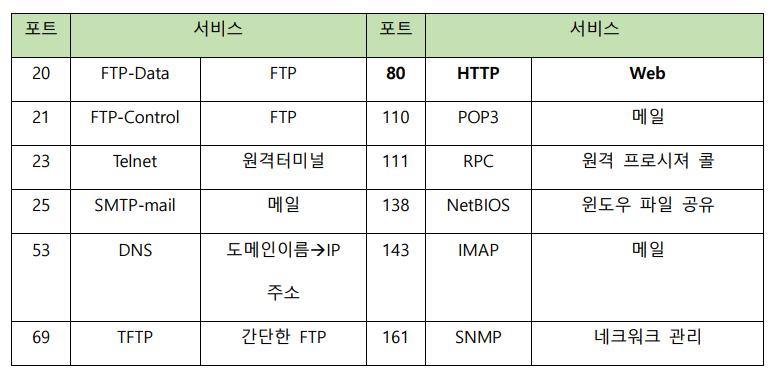 포트 서비스 포트 서비스
20 FTP-Data FTP 80 HTTP Web
21 FTP-Control FTP 110 POP3 메일
23 Telnet 원격터미널 111 RPC 원격 프로시져 콜
25 SMTP-mail 메일 138 NetBIOS 윈도우 파일 공유
53 DNS 도메인이름→IP 143 IMAP 메일
주소
69 TFTP 간단한 FTP 161 SNMP 네크워크 관리